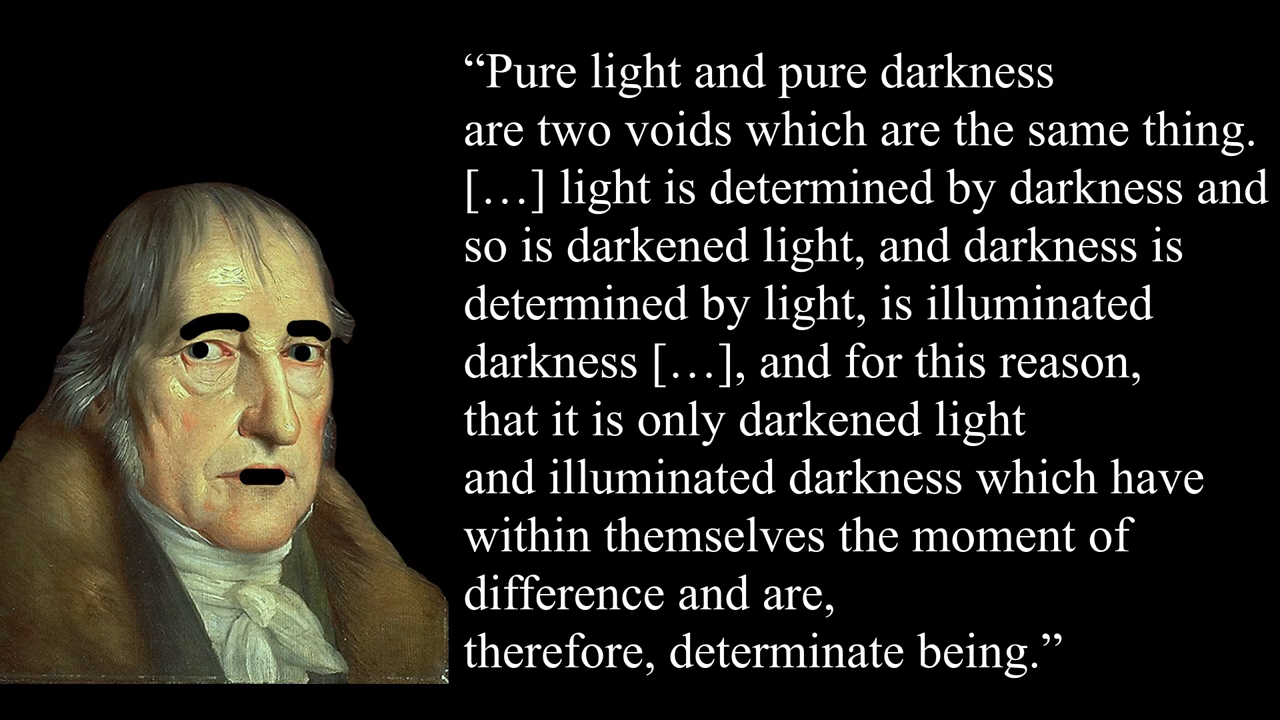 “Pure light and pure darkness
are two voids which are the same thing.
[…] light is determined by darkness and
so is darkened light, and darkness is
determined by light, is illuminated
darkness […], and for this reason,
that it is only darkened light
and illuminated darkness which have
within themselves the moment of
difference and are,
therefore, determinate being.”